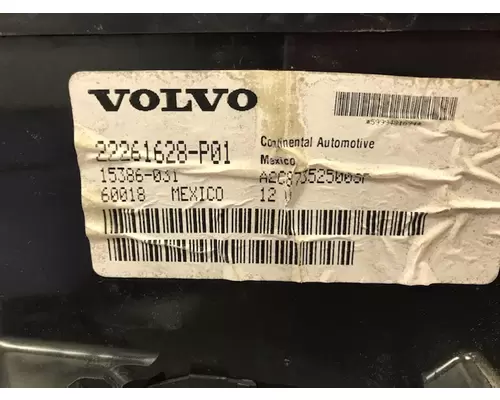 VOLVO
22261628-P01
15386-031
60018 MEXICO
Continental Automotive
Mexico
12 V